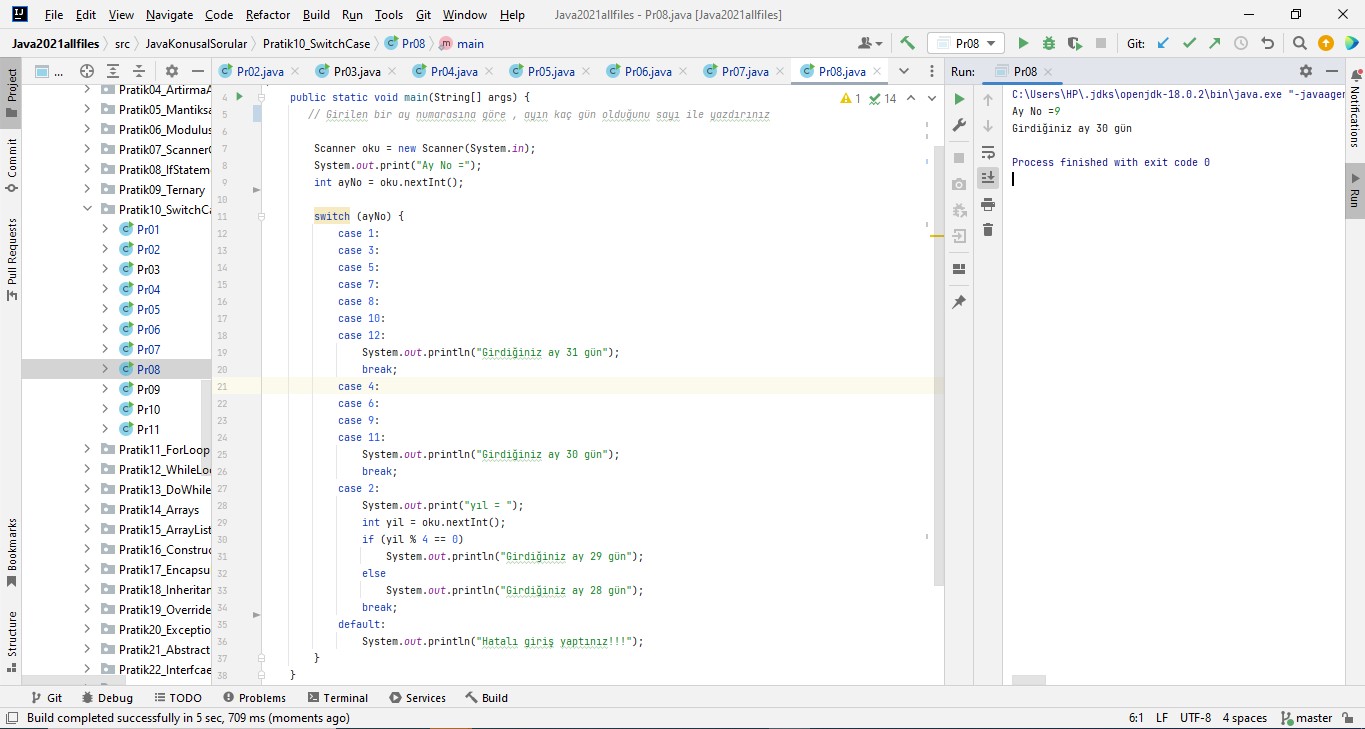 File Edit View Navigate Code Refactor Build Run Tools Git Window Help Java2021allfiles - Pr08.java [Java2021allfiles]
Java2021allfiles src JavaKonusalSorular Pratik10_SwitchCase Pr08 main Pr08 Git:
... Pr02.java Pr03.java Pr04.java Pr05.java Pr06.java Pr07.java Pr08.java Run: Pr08
Project
Commit
Pull Requests
Bookmarks
Structure
Pratik04_ArtirmaA
Pratik05_Mantiksa
Pratik06_Modulus
Pratik07_Scanner
Pratik08_IfStatem
Pratik09_Ternary
Pratik10_SwitchCa
Pr01
Pr02
Pr03
Pr04
Pr05
Pr06
Pr07
Pr08
Pr09
Pr10
Pr11
Pratik11_ForLoop
Pratik12_WhileLo
Pratik13_DoWhile
Pratik14_Arrays
Pratik15_ArrayList
Pratik16_Construc
Pratik17_Encapsu
Pratik18_Inheritan
Pratik19_Override
Pratik20_Exceptio
Pratik21_Abstract
Pratik22_Interfcae
1 14
4 public static void main(String[] args) {
5 // Girilen bir ay numarasına göre , ayın kaç gün olduğunu sayı ile yazdırınız
6
7 Scanner oku = new Scanner(System.in);
8 System.out.print("Ay No =");
9 int ayNo = oku.nextInt();
10
11 switch (ayNo) {
12 case 1:
13 case 3:
14 case 5:
15 case 7:
16 case 8:
17 case 10:
18 case 12:
19 System.out.println("Girdiğiniz ay 31 gün");
20 break;
21 case 4:
22 case 6:
23 case 9:
24 case 11:
25 System.out.println("Girdiğiniz ay 30 gün");
26 break;
27 case 2:
28 System.out.print("yıl = ");
29 int yil = oku.nextInt();
30 if (yil % 4 == 0)
31 System.out.println("Girdiğiniz ay 29 gün");
32 else
33 System.out.println("Girdiğiniz ay 28 gün");
34 break;
35 default:
36 System.out.println("Hatalı giriş yaptınız!!!");
37 }
38 }
C:\Users\HP\.jdks\openjdk-18.0.2\bin\java.exe "-javaagen
Ay No =9
Girdiğiniz ay 30 gün
Process finished with exit code 0
Notifications
Run
Git Debug TODO Problems Terminal Services Build
Build completed successfully in 5 sec, 709 ms (moments ago) 6:1 LF UTF-8 4 spaces master